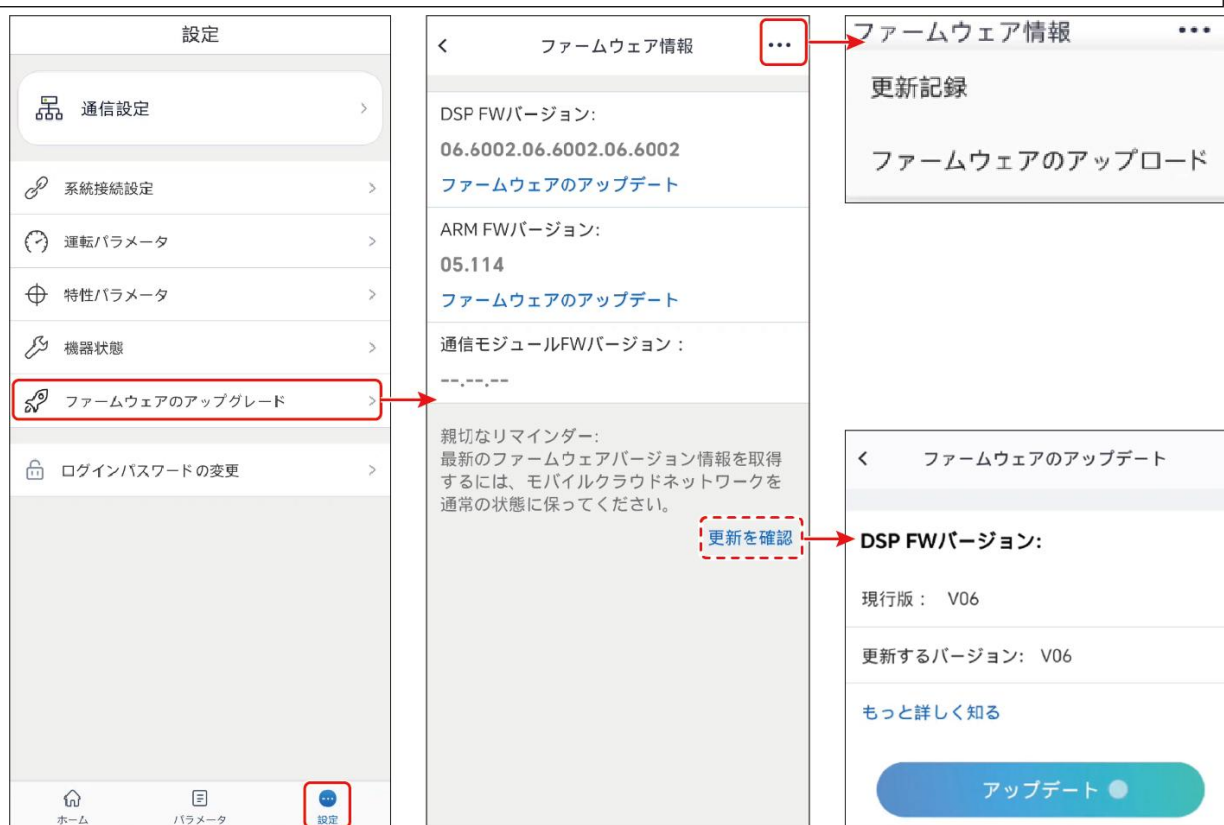 設定
通信設定
系統接続設定
運転パラメータ
特性パラメータ
機器状態
ファームウェアのアップグレード
ログインパスワードの変更
ホーム
パラメータ
設定
ファームウェア情報
DSP FWバージョン:
06.6002.06.6002.06.6002
ファームウェアのアップデート
ARM FWバージョン:
05.114
ファームウェアのアップデート
通信モジュールFWバージョン：
--.--.--
親切なリマインダー:
最新のファームウェアバージョン情報を取得
するには、モバイルクラウドネットワークを
通常の状態に保ってください。
更新を確認
ファームウェア情報
更新記録
ファームウェアのアップロード
ファームウェアのアップデート
DSP FWバージョン:
現行版： V06
更新するバージョン: V06
もっと詳しく知る
アップデート